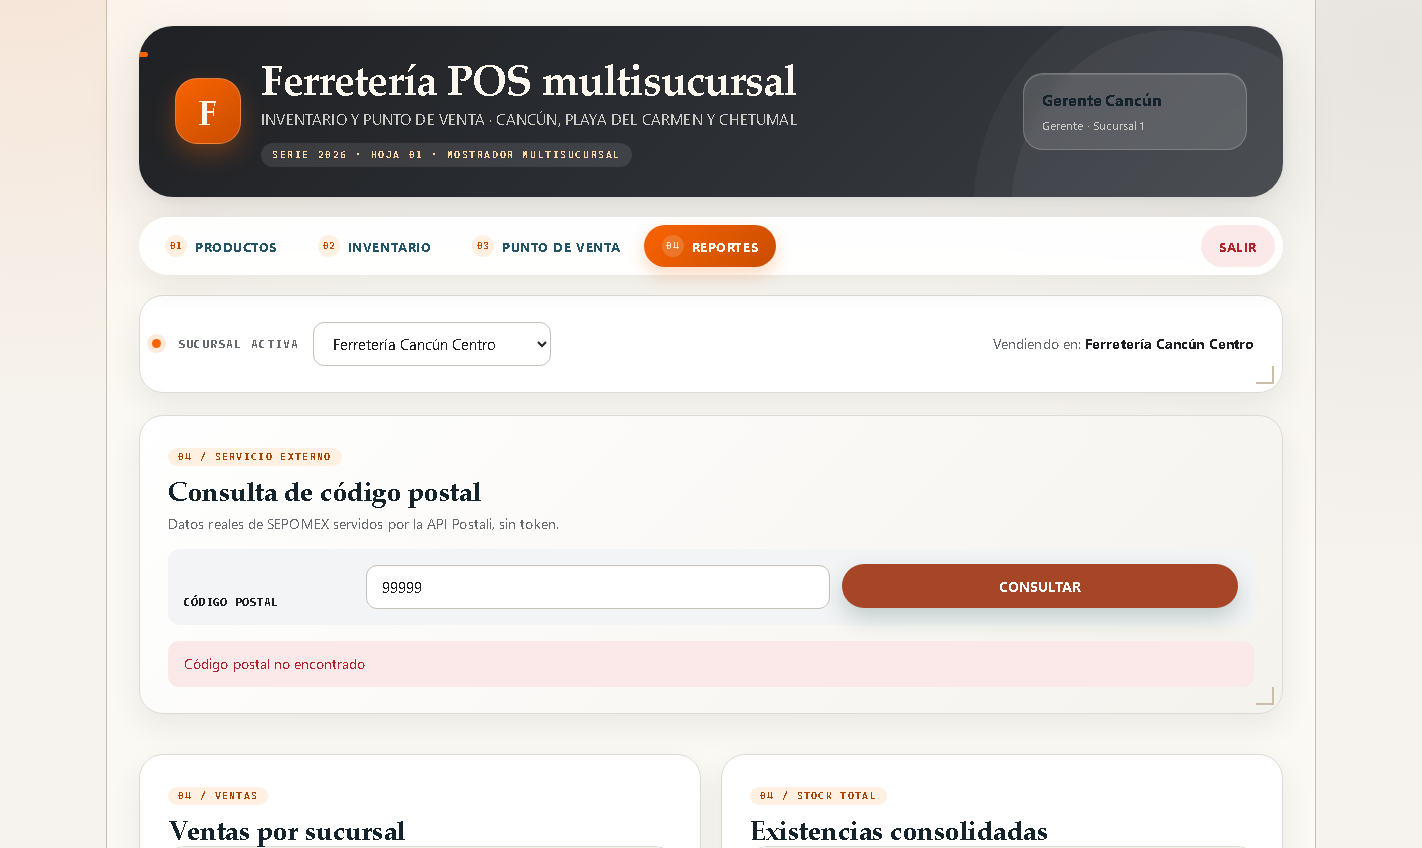 F
Ferretería POS multisucursal
INVENTARIO Y PUNTO DE VENTA · CANCÚN, PLAYA DEL CARMEN Y CHETUMAL
SERIE 2026 · HOJA 01 · MOSTRADOR MULTISUCURSAL
Gerente Cancún
Gerente · Sucursal 1
01 PRODUCTOS 02 INVENTARIO 03 PUNTO DE VENTA 04 REPORTES SALIR
SUCURSAL ACTIVA Ferretería Cancún Centro Vendiendo en: Ferretería Cancún Centro
04 / SERVICIO EXTERNO
Consulta de código postal
Datos reales de SEPOMEX servidos por la API Postali, sin token.
CÓDIGO POSTAL 99999 CONSULTAR
Código postal no encontrado
04 / VENTAS
Ventas por sucursal
04 / STOCK TOTAL
Existencias consolidadas